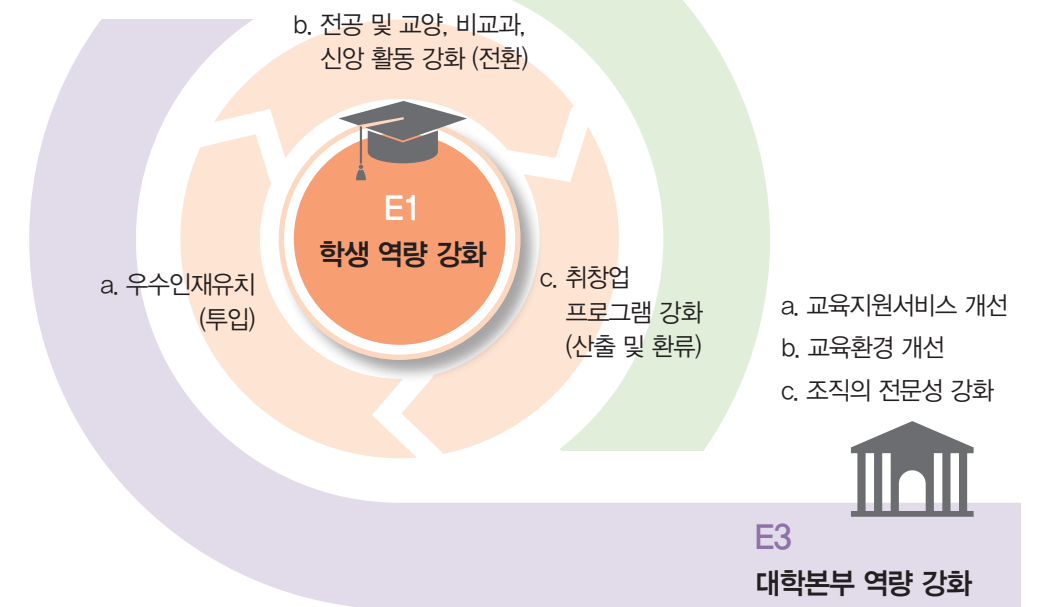 b. 전공 및 교양, 비교과,
신앙 활동 강화 (전환)
E1
학생 역량 강화
a. 우수인재유치
(투입)
c. 취창업
프로그램 강화
(산출 및 환류)
a. 교육지원서비스 개선
b. 교육환경 개선
c. 조직의 전문성 강화
E3
대학본부 역량 강화